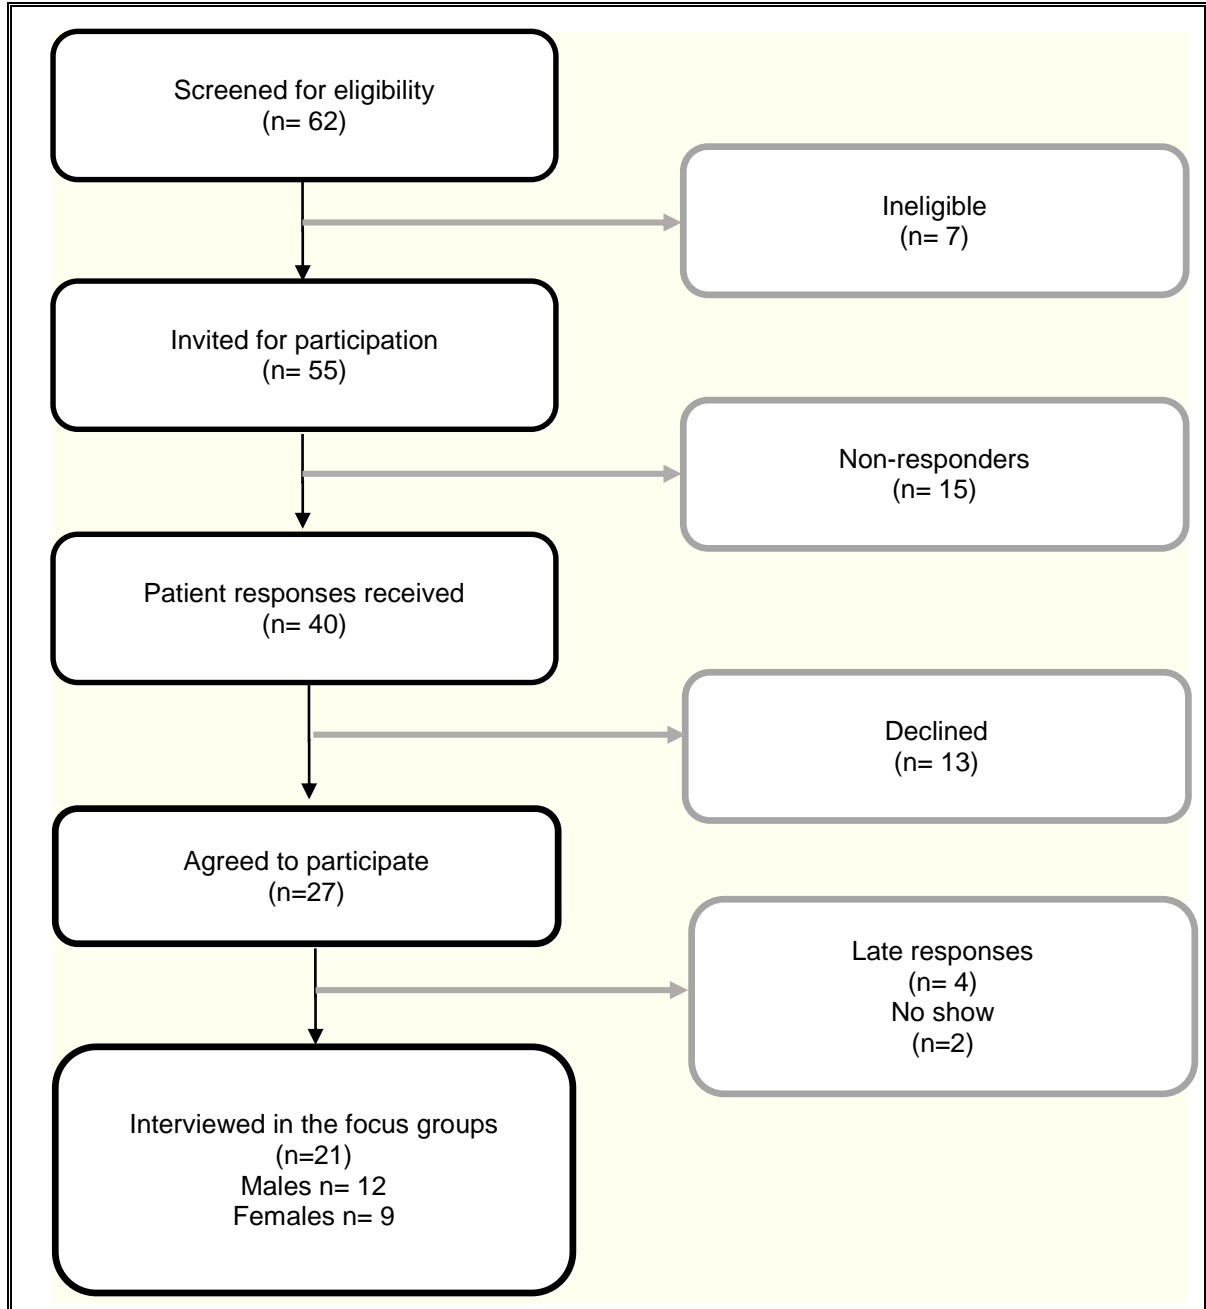 Screened for eligibility
(n= 62)
Ineligible
(n= 7)
Invited for participation
(n= 55)
Non-responders
(n= 15)
Patient responses received
(n= 40)
Declined
(n= 13)
Agreed to participate
(n=27)
Late responses
(n= 4)
No show
(n=2)
Interviewed in the focus groups
(n=21)
Males n= 12
Females n= 9